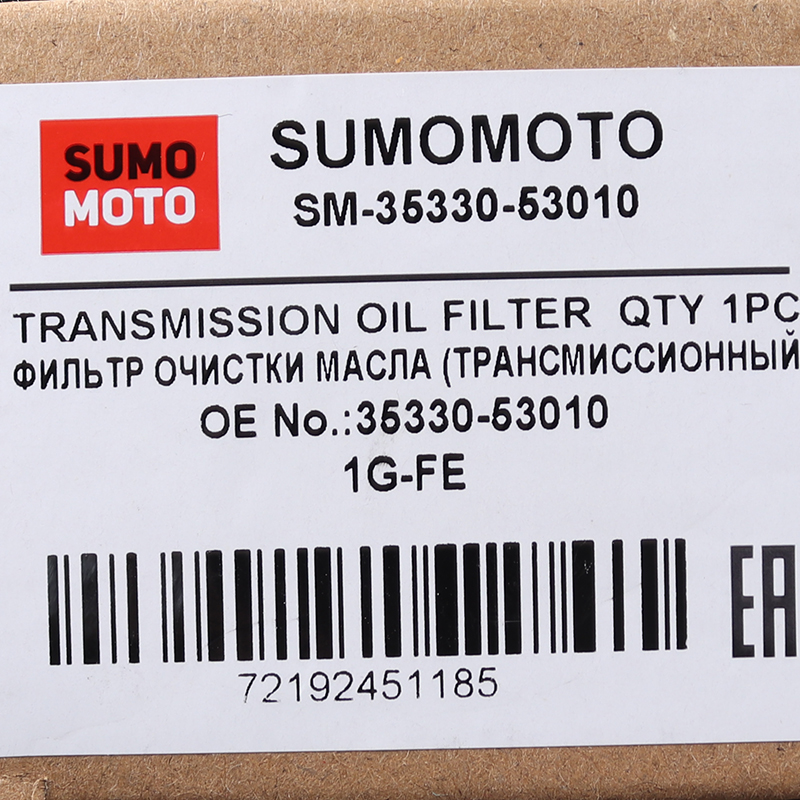 SUMO
MOTO
SUMOMOTO
SM-35330-53010
TRANSMISSION OIL FILTER QTY 1PC
ФИЛЬТР ОЧИСТКИ МАСЛА (ТРАНСМИССИОННЫЙ
OE No.:35330-53010
1G-FE
72192451185
EA